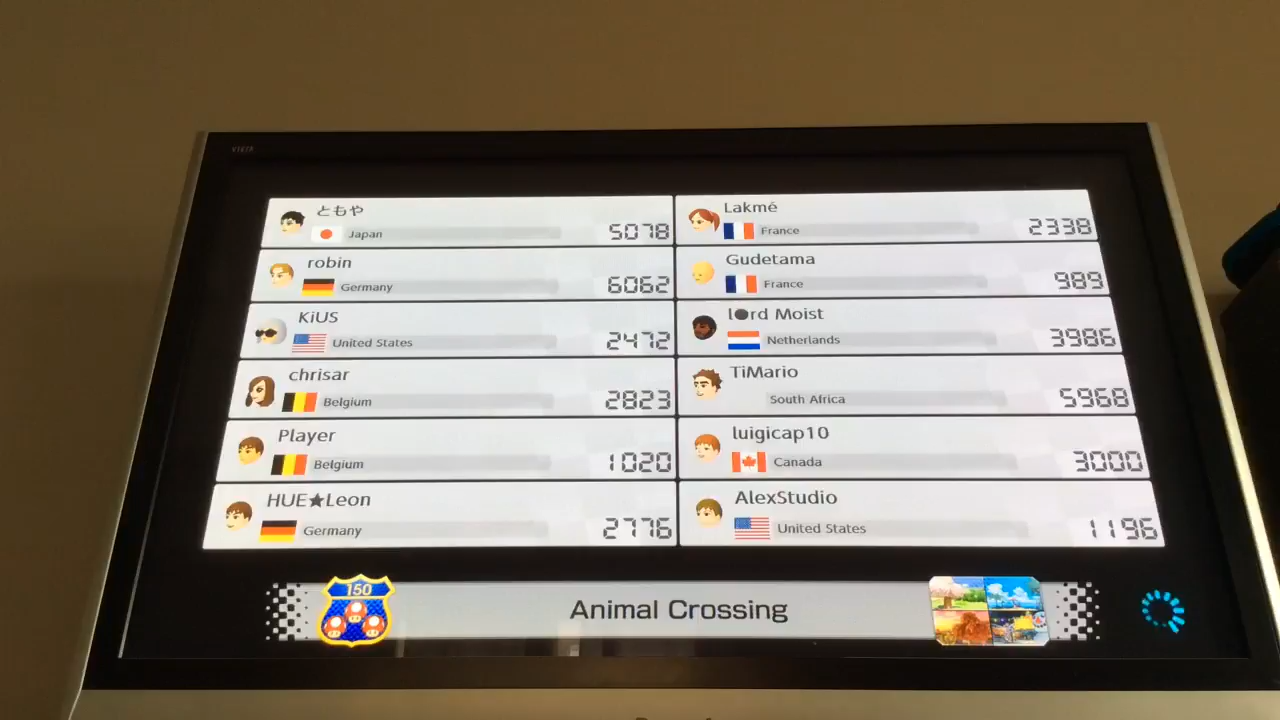 VIERA
ともや
Japan
5078
robin
Germany
6062
KiUS
United States
2472
chrisar
Belgium
2823
Player
Belgium
1020
HUE★Leon
Germany
2776
Lakmé
France
2338
Gudetama
France
989
l●rd Moist
Netherlands
3986
TiMario
South Africa
5968
luigicap10
Canada
3000
AlexStudio
United States
1196
150
Animal Crossing